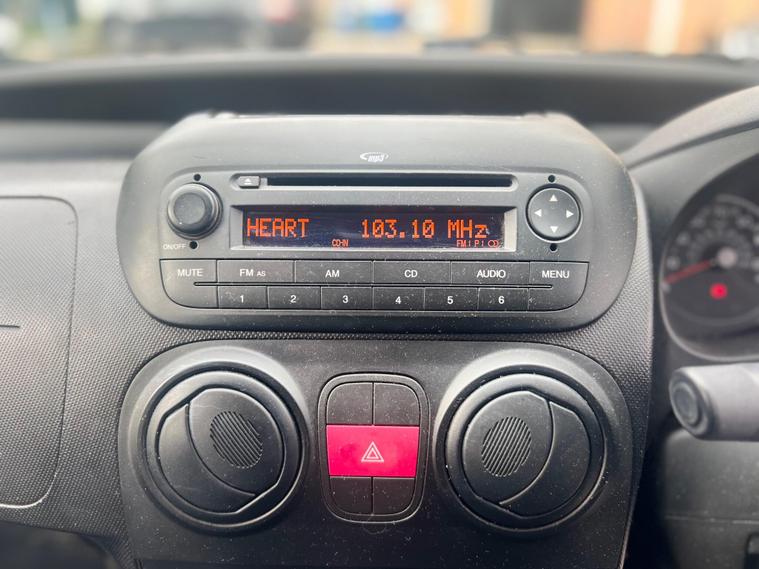 mp3
HEART 103.10 MHz
CD-IN FM1
ON/OFF
MUTE FM AS AM CD AUDIO MENU
1 2 3 4 5 6